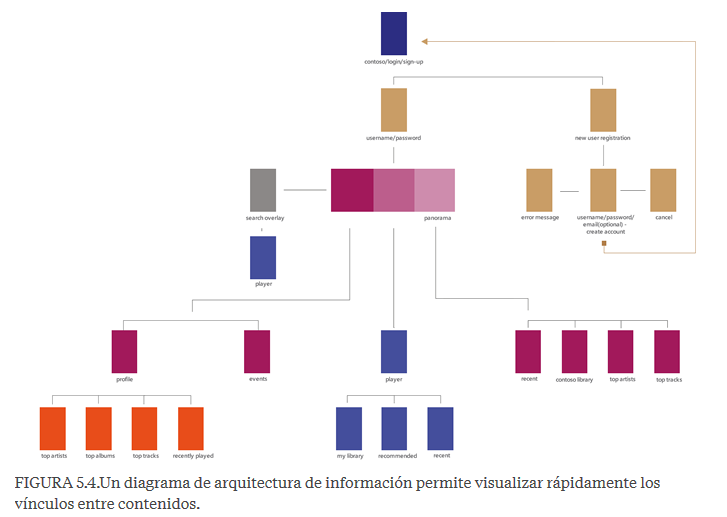 contoso/login/sign-up
username/password
new user registration
search overlay
panorama
error message
username/password/
email(optional) -
create account
cancel
player
profile
events
player
recent
contoso library
top artists
top tracks
top artists
top albums
top tracks
recently played
my library
recommended
recent
FIGURA 5.4.Un diagrama de arquitectura de información permite visualizar rápidamente los
vínculos entre contenidos.